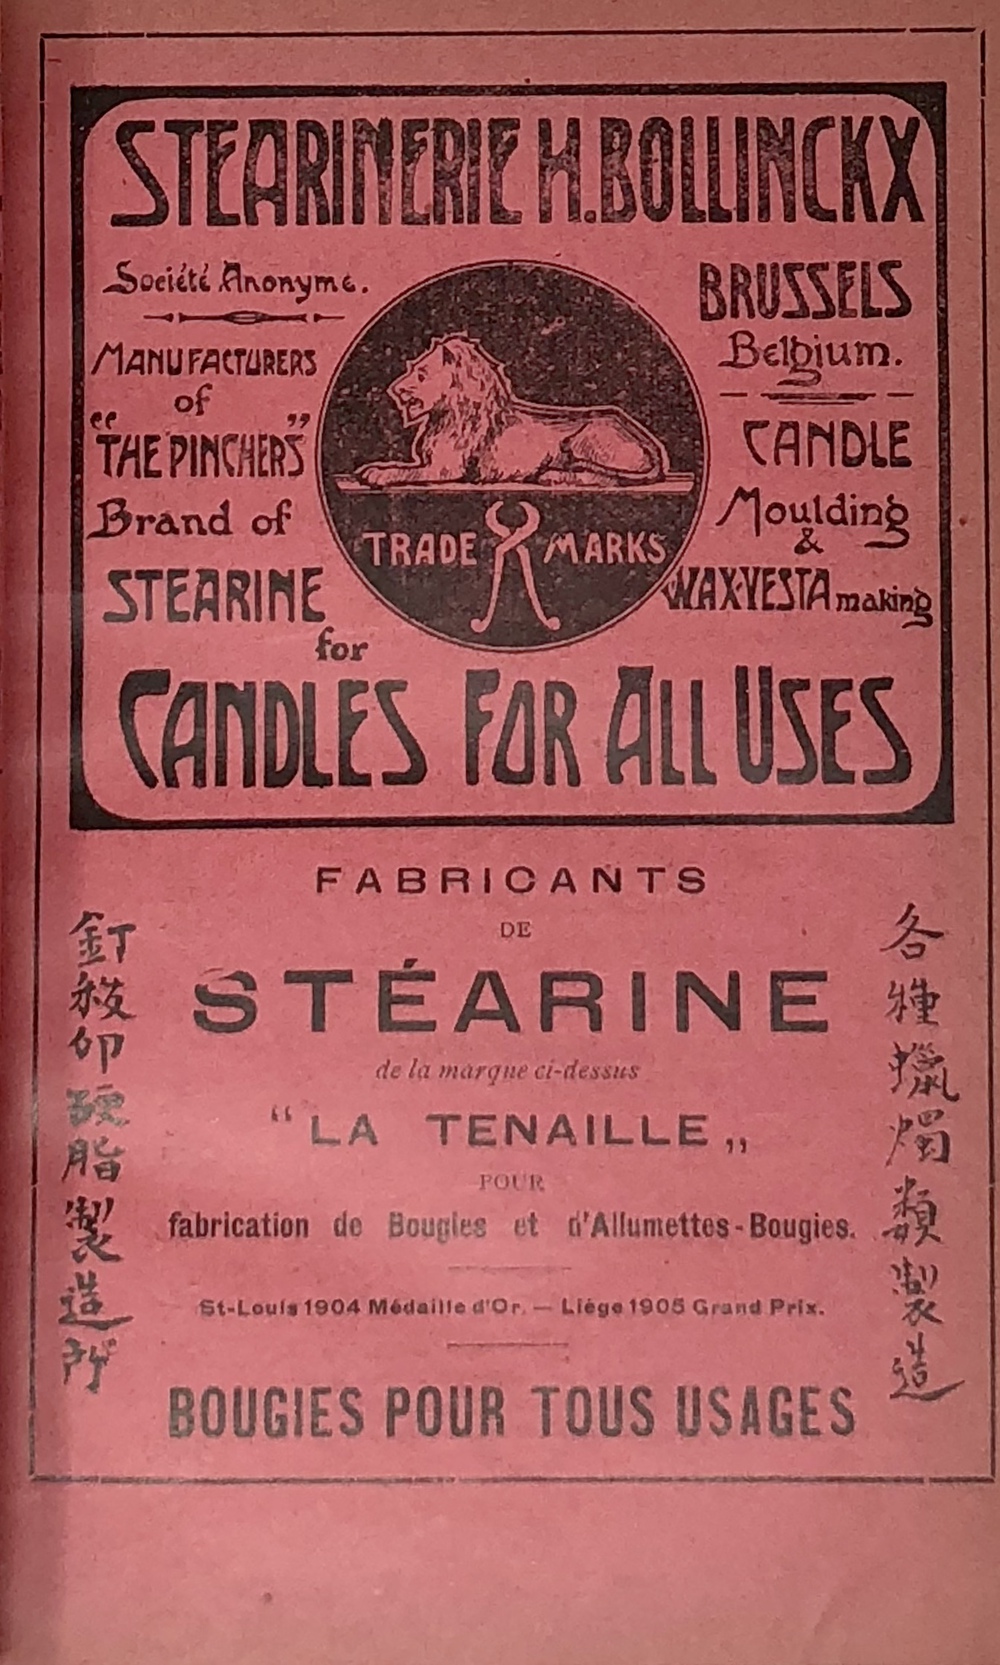 STEARINERIE H. BOLLINCKX
Société Anonyme.
MANUFACTURERS
of
“THE PINCHERS”
Brand of
STEARINE
for
BRUSSELS
Belgium.
CANDLE
Moulding
&
WAX-VESTA making
TRADE MARKS
CANDLES FOR ALL USES
FABRICANTS
DE
STÉARINE
de la marque ci-dessus
“LA TENAILLE„
POUR
fabrication de Bougies et d'Allumettes-Bougies.
St-Louis 1904 Médaille d'Or. — Liége 1905 Grand Prix.
BOUGIES POUR TOUS USAGES
各種蠟燭類製造
印硬脂製造所